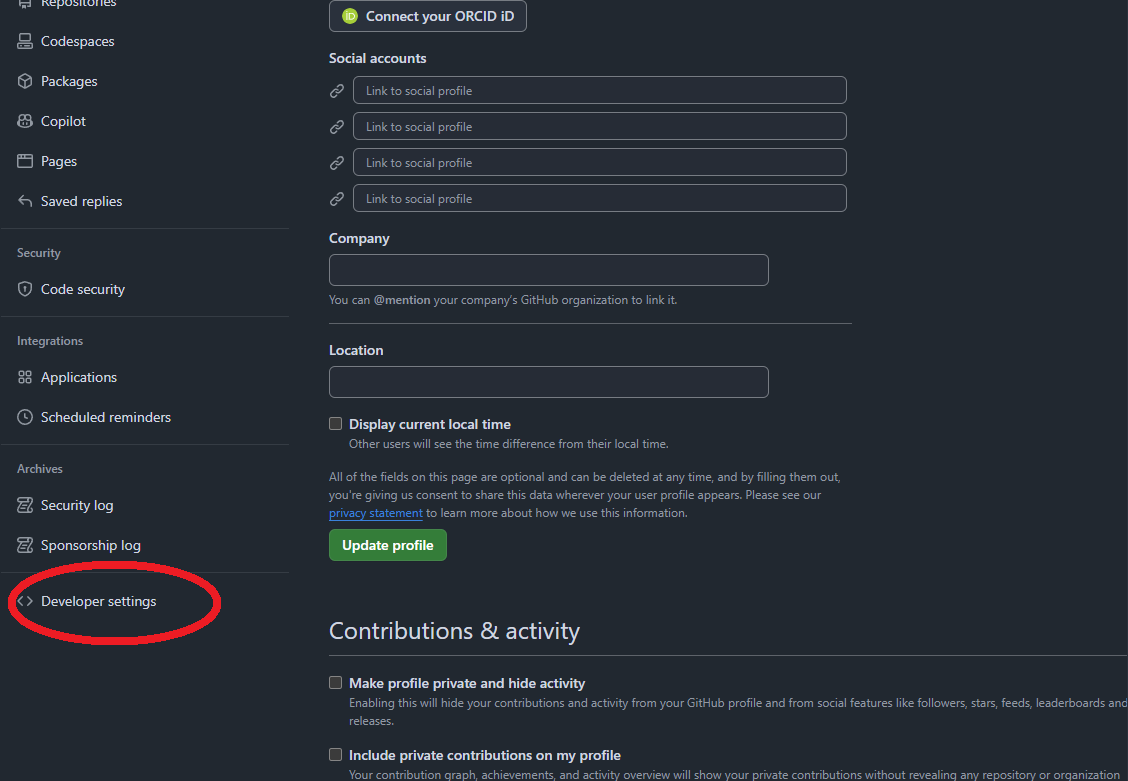 Repositories
Codespaces
Packages
Copilot
Pages
Saved replies
Security
Code security
Integrations
Applications
Scheduled reminders
Archives
Security log
Sponsorship log
Developer settings
iD Connect your ORCID iD
Social accounts
Link to social profile
Link to social profile
Link to social profile
Link to social profile
Company
You can @mention your company's GitHub organization to link it.
Location
Display current local time
Other users will see the time difference from their local time.
All of the fields on this page are optional and can be deleted at any time, and by filling them out,
you're giving us consent to share this data wherever your user profile appears. Please see our
privacy statement to learn more about how we use this information.
Update profile
Contributions & activity
Make profile private and hide activity
Enabling this will hide your contributions and activity from your GitHub profile and from social features like followers, stars, feeds, leaderboards and
releases.
Include private contributions on my profile
Your contribution graph, achievements, and activity overview will show your private contributions without revealing any repository or organization